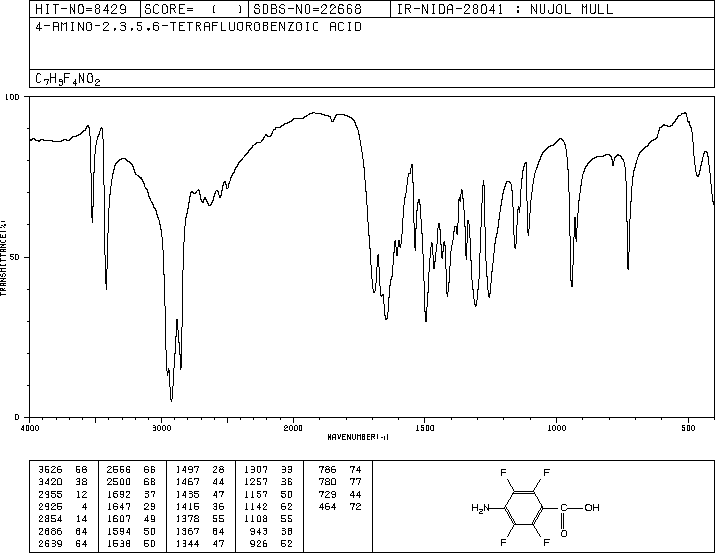 HIT-NO=8429 SCORE= ( ) SDBS-NO=22668 IR-NIDA-28041 : NUJOL MULL
4-AMINO-2,3,5,6-TETRAFLUOROBENZOIC ACID
C7H3F4NO2
100
50
0
TRANSMITTANCE(%)
4000 3000 2000 1500 1000 500
WAVENUMBER(-1)
3526 58 2556 66 1497 28 1307 33 786 74
3420 38 2500 68 1467 44 1257 36 780 77
2955 12 1692 37 1435 47 1157 50 729 44
2925 4 1647 29 1415 36 1142 62 464 72
2854 14 1607 49 1378 55 1108 55
2686 64 1594 50 1367 64 943 38
2639 64 1538 50 1344 47 926 52
F F
H2N C OH
O
F F